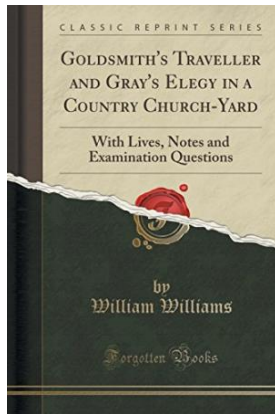 CLASSIC REPRINT SERIES
GOLDSMITH'S TRAVELLER AND GRAY'S ELEGY IN A
COUNTRY CHURCH-YARD
With Lives, Notes and
Examination Questions
by
William Williams
Forgotten Books